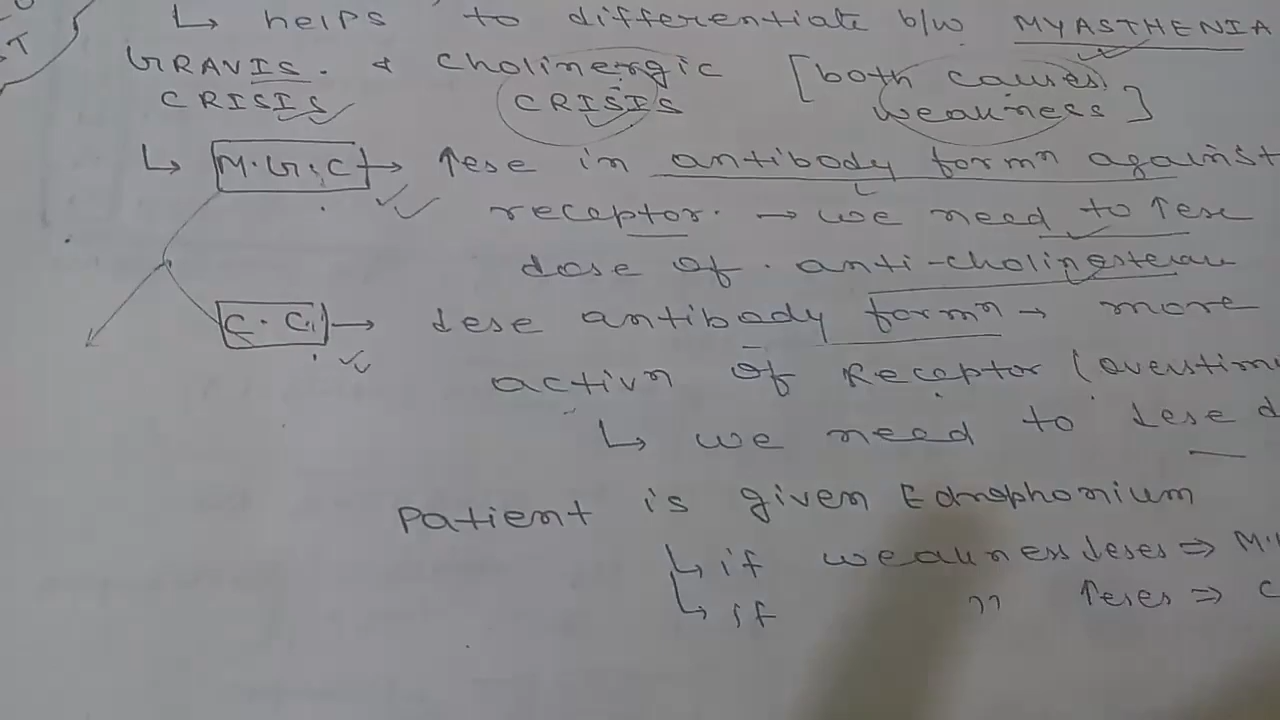 T
↳ helps to differentiate b/w MYASTHENIA
GRAVIS & cholinergic [both causes
CRISIS CRISIS weakness]
↳ M.G.C → ↑ese in antibody formⁿ against
receptor. → we need to ↑ese
dose of anti-cholinesterase
C.C. → ↓ese antibody formⁿ → more
activn of Receptor (overstim
↳ we need to ↓ese d
Patient is given Edrophonium
↳ if weakness ↓eses ⇒ M.
↳ if " ↑eses ⇒ C